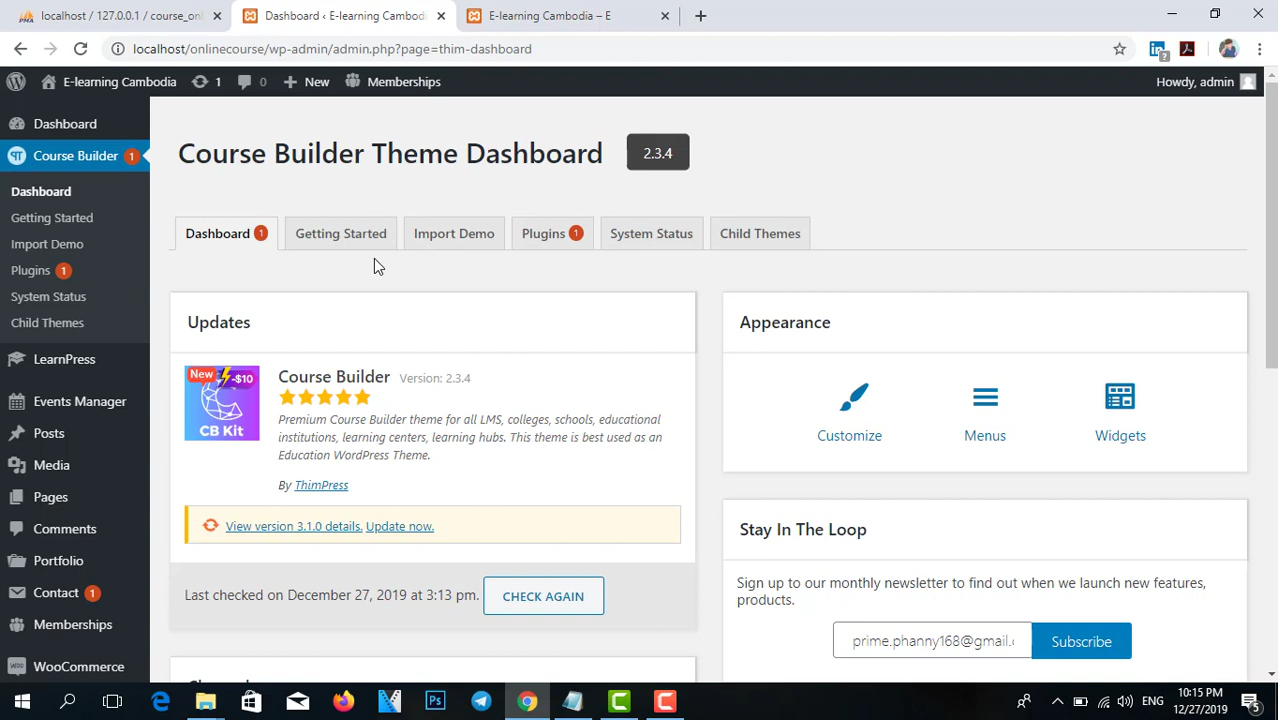 localhost / 127.0.0.1 / course_onl
Dashboard ‹ E-learning Cambodi
E-learning Cambodia – E
localhost/onlinecourse/wp-admin/admin.php?page=thim-dashboard
E-learning Cambodia
1
0
New
Memberships
Howdy, admin
Dashboard
Course Builder 1
Dashboard
Getting Started
Import Demo
Plugins 1
System Status
Child Themes
LearnPress
Events Manager
Posts
Media
Pages
Comments
Portfolio
Contact 1
Memberships
WooCommerce
Course Builder Theme Dashboard 2.3.4
Dashboard 1
Getting Started
Import Demo
Plugins 1
System Status
Child Themes
Updates
New -$10
CB Kit
Course Builder Version: 2.3.4
Premium Course Builder theme for all LMS, colleges, schools, educational
institutions, learning centers, learning hubs. This theme is best used as an
Education WordPress Theme.
By ThimPress
View version 3.1.0 details. Update now.
Last checked on December 27, 2019 at 3:13 pm. CHECK AGAIN
Appearance
Customize
Menus
Widgets
Stay In The Loop
Sign up to our monthly newsletter to find out when we launch new features,
products.
prime.phanny168@gmail.c
Subscribe
ENG
10:15 PM
12/27/2019
5